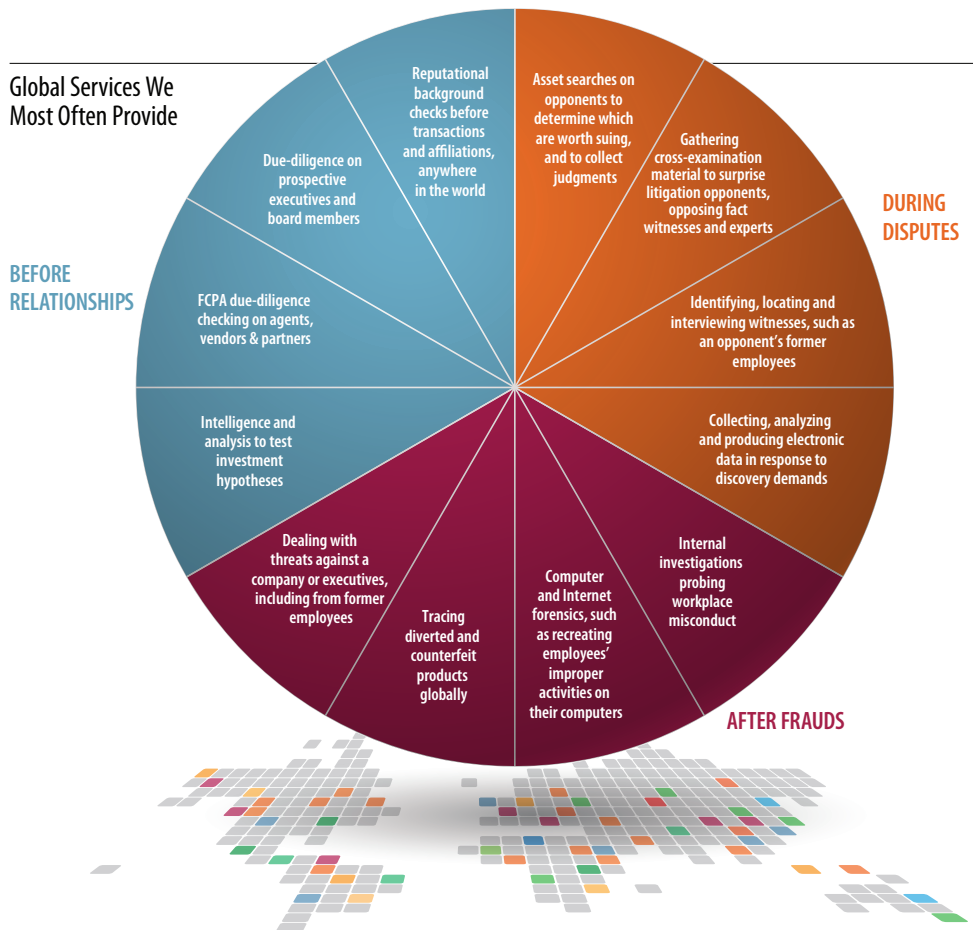 Global Services We
Most Often Provide
BEFORE
RELATIONSHIPS
Reputational
background
checks before
transactions
and affiliations,
anywhere
in the world
Due-diligence on
prospective
executives and
board members
FCPA due-diligence
checking on agents,
vendors & partners
Intelligence and
analysis to test
investment
hypotheses
DURING
DISPUTES
Asset searches on
opponents to
determine which
are worth suing,
and to collect
judgments
Gathering
cross-examination
material to surprise
litigation opponents,
opposing fact
witnesses and experts
Identifying, locating and
interviewing witnesses, such as
an opponent's former
employees
Collecting, analyzing
and producing electronic
data in response to
discovery demands
AFTER FRAUDS
Internal
investigations
probing
workplace
misconduct
Computer
and Internet
forensics, such
as recreating
employees'
improper
activities on
their computers
Tracing
diverted and
counterfeit
products
globally
Dealing with
threats against a
company or executives,
including from former
employees